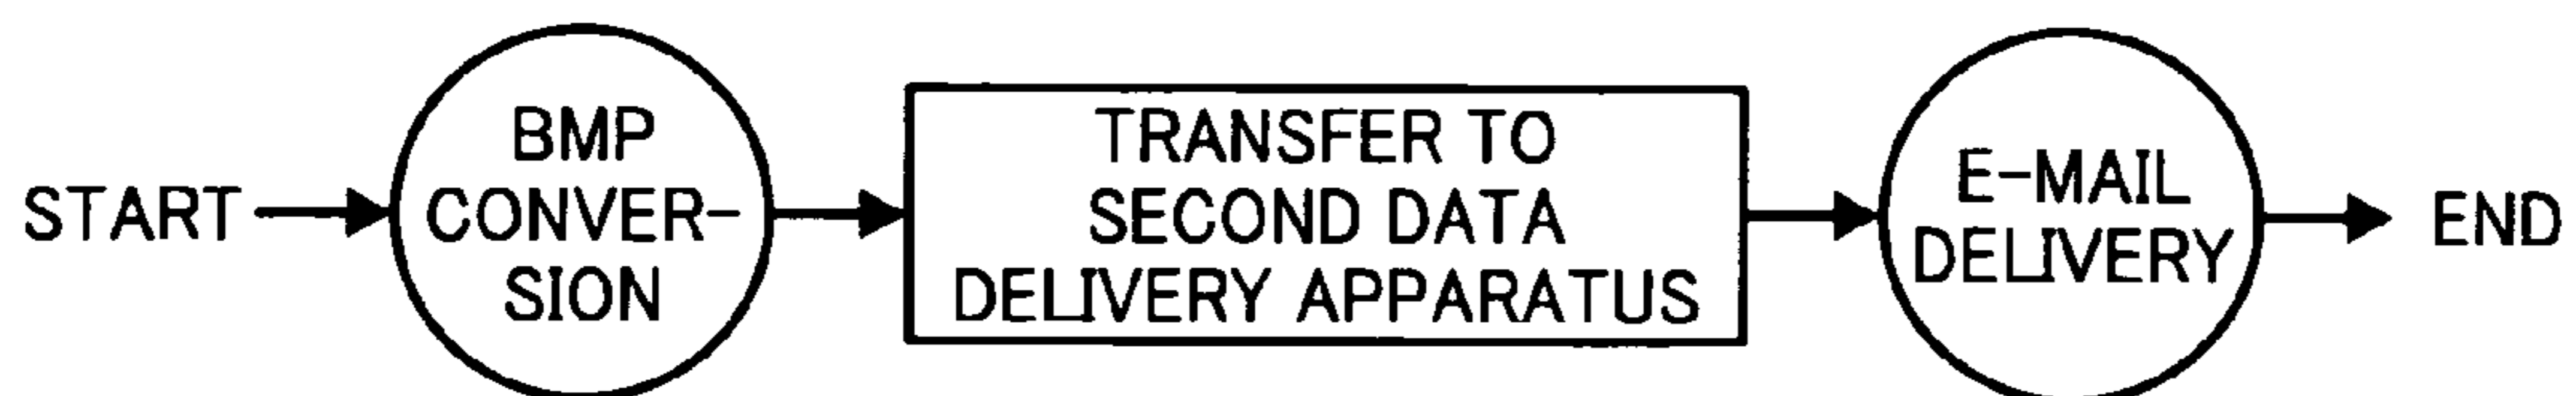 START
BMP
CONVER-
SION
TRANSFER TO
SECOND DATA
DELIVERY APPARATUS
E-MAIL
DELIVERY
END